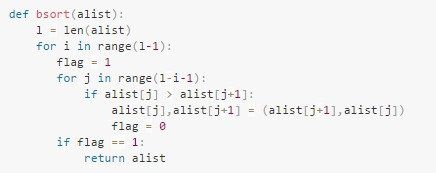 def bsort(alist):
    l = len(alist)
    for i in range(l-1):
        flag = 1
        for j in range(l-i-1):
            if alist[j] > alist[j+1]:
                alist[j],alist[j+1] = (alist[j+1],alist[j])
                flag = 0
        if flag == 1:
            return alist